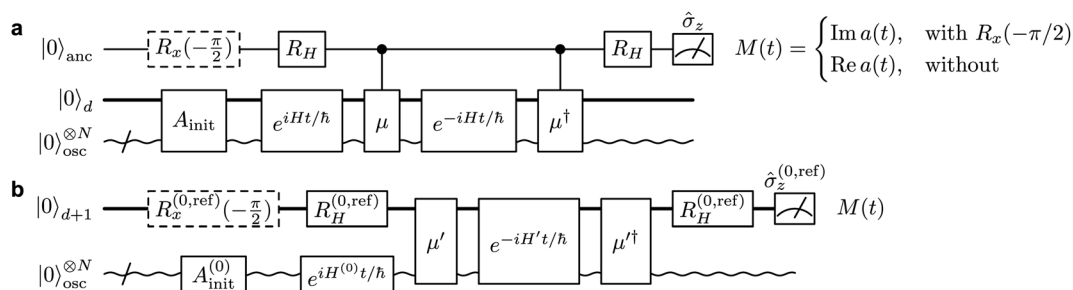 a |0⟩anc Rx(−π/2) RH RH σ̂z M(t) = { Im a(t), with Rx(−π/2)
Re a(t), without
|0⟩d
Ainit e^{iHt/ħ} μ e^{−iHt/ħ} μ†
|0⟩osc^{⊗N}
b |0⟩d+1 Rx^{(0,ref)}(−π/2) RH^{(0,ref)} RH^{(0,ref)} σ̂z^{(0,ref)} M(t)
μ′ e^{−iH′t/ħ} μ′†
|0⟩osc^{⊗N} Ainit^{(0)} e^{iH^{(0)}t/ħ}